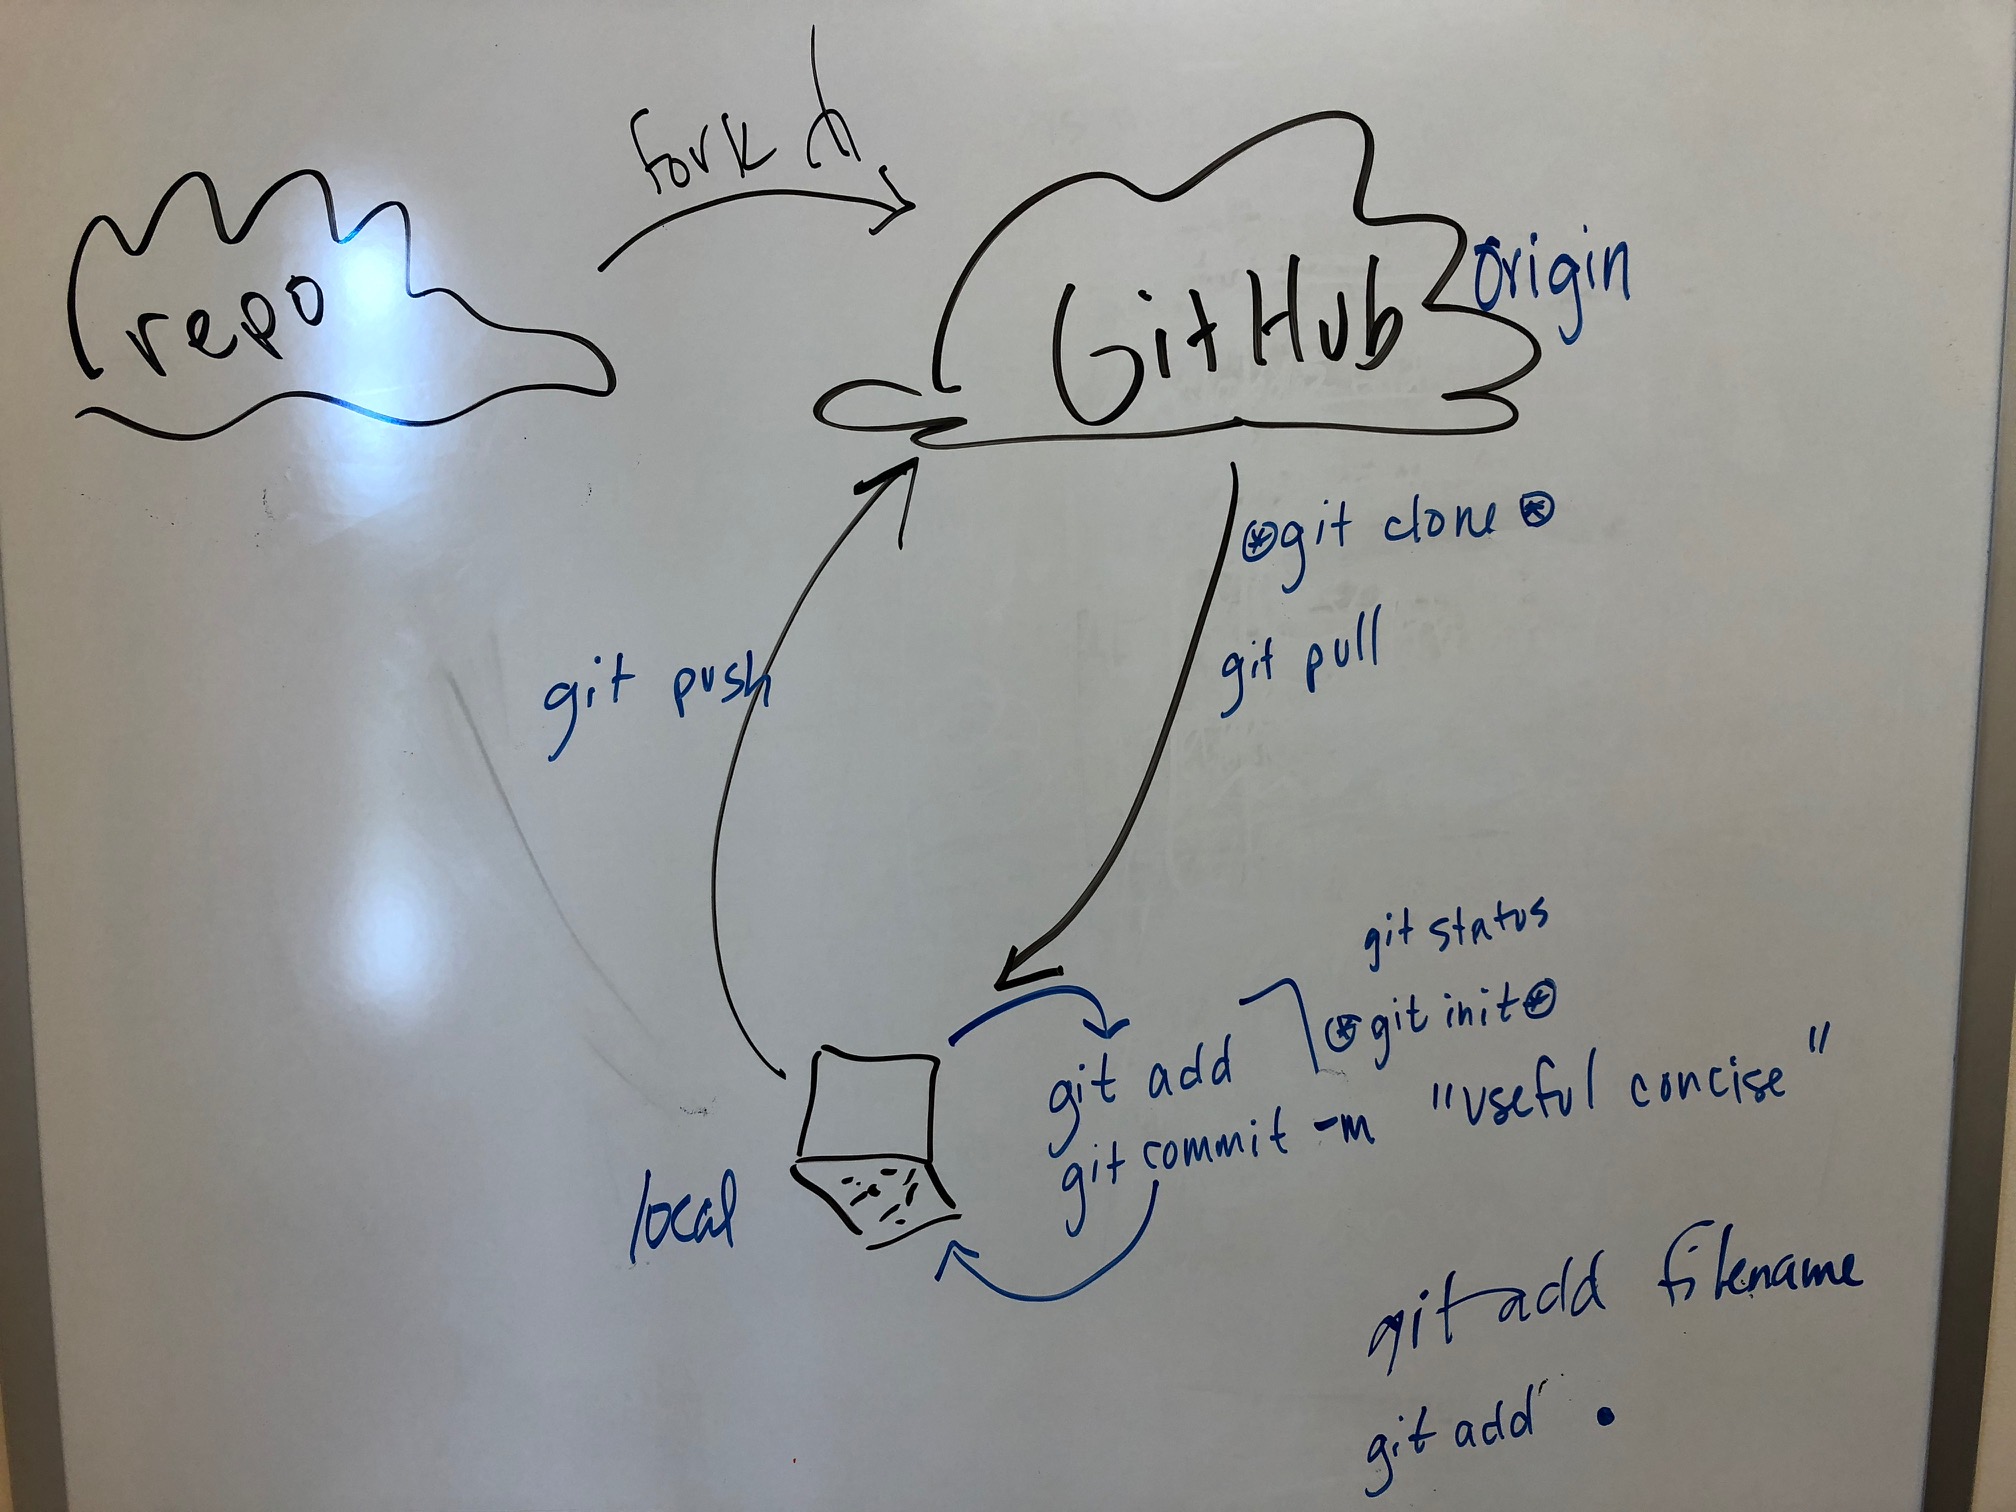 Fork
repo
GitHub
Origin
⊛git clone⊛
git pull
git push
git status
⊛git init⊛
git add
git commit -m "useful concise"
local
git add filename
git add .